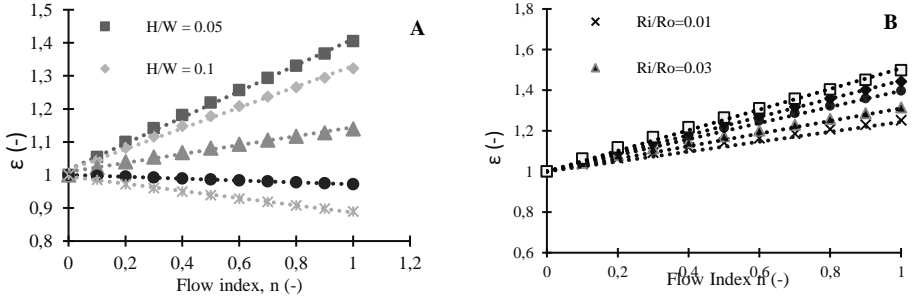 A
H/W = 0.05
H/W = 0.1
ε (-)
1,5
1,4
1,3
1,2
1,1
1
0,9
0,8
0 0,2 0,4 0,6 0,8 1 1,2
Flow index, n (-)
B
Ri/Ro=0.01
Ri/Ro=0.03
ε (-)
1,8
1,6
1,4
1,2
1
0,8
0,6
0 0,2 0,4 0,6 0,8 1
Flow Index n (-)